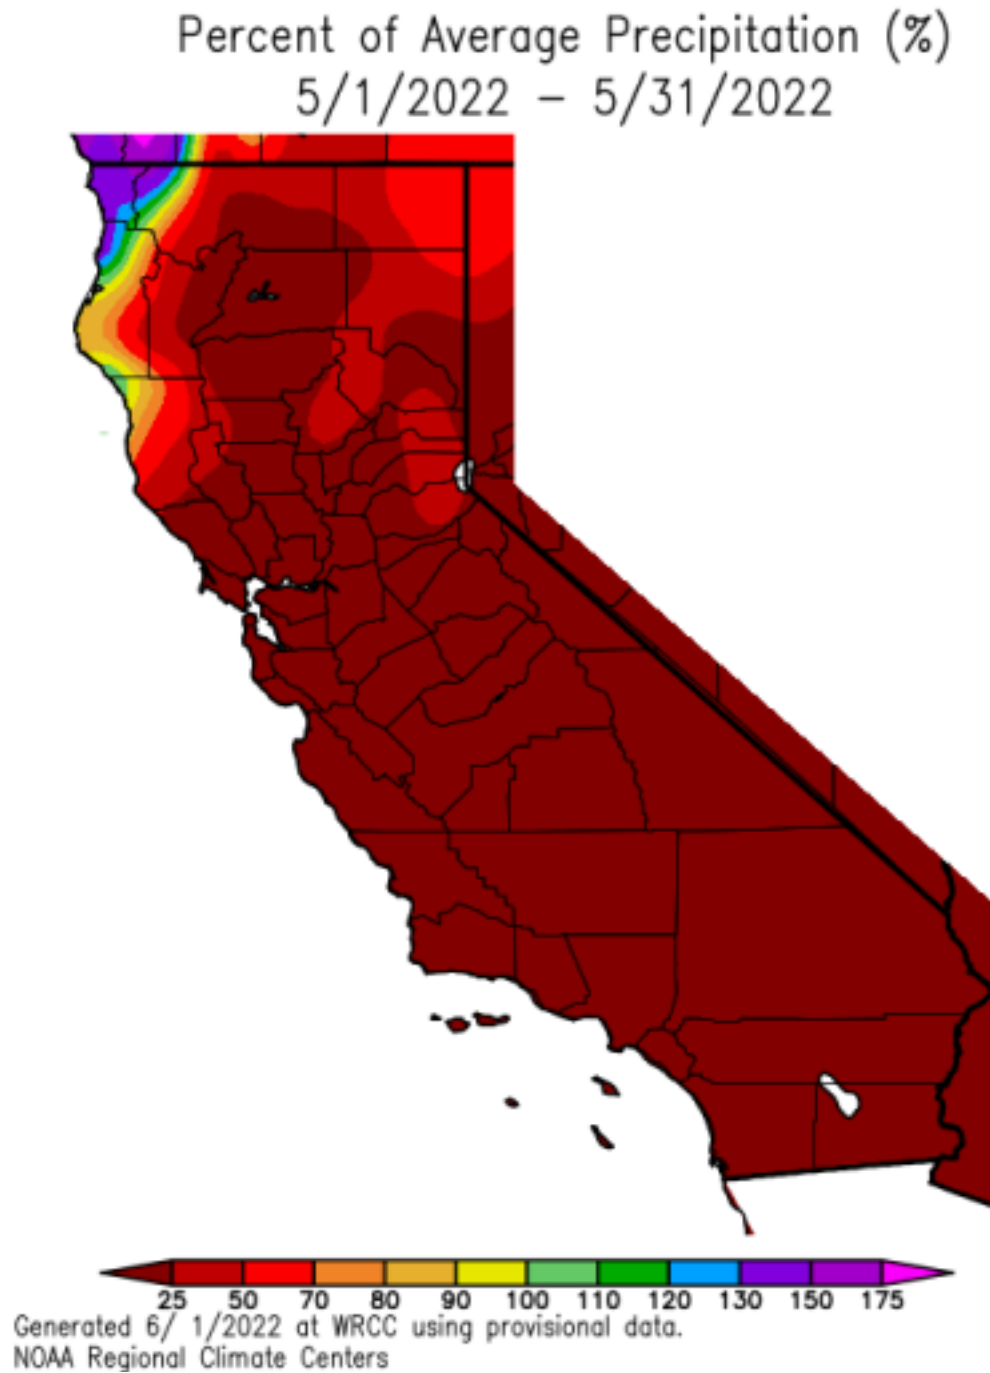 Percent of Average Precipitation (%)
5/1/2022 – 5/31/2022
25 50 70 80 90 100 110 120 130 150 175
Generated 6/ 1/2022 at WRCC using provisional data.
NOAA Regional Climate Centers